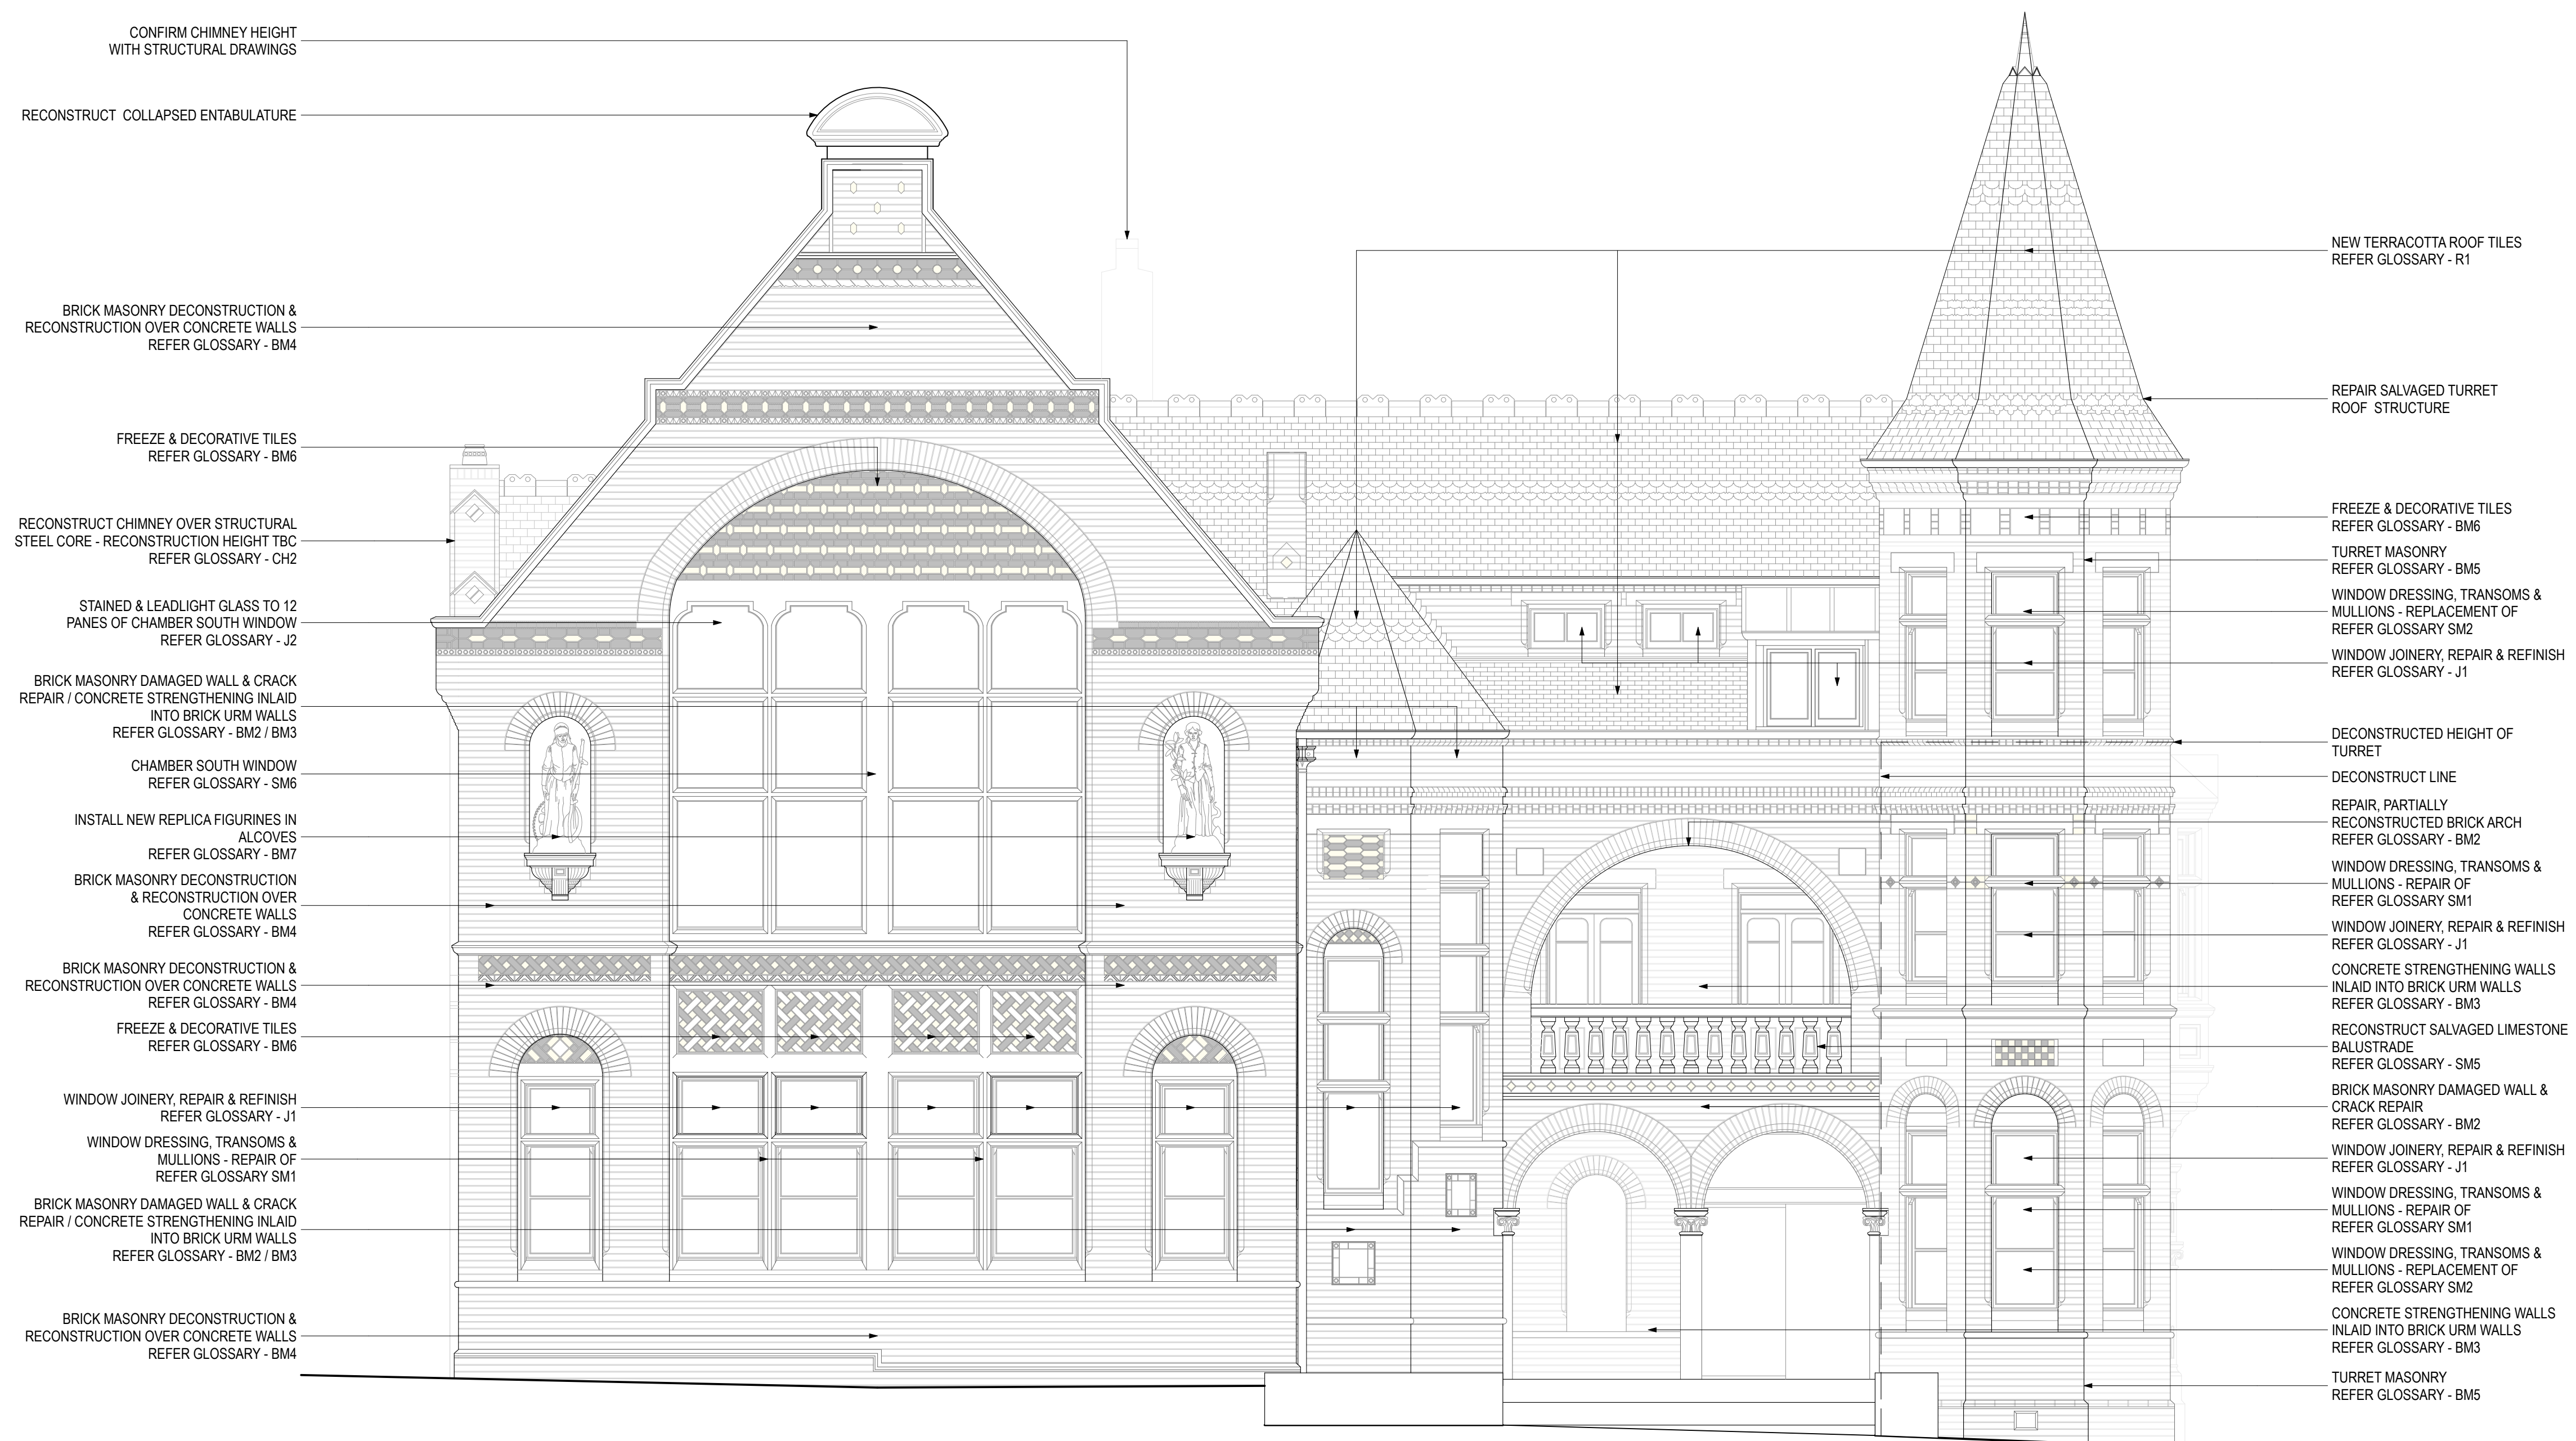 CONFIRM CHIMNEY HEIGHT
WITH STRUCTURAL DRAWINGS
RECONSTRUCT COLLAPSED ENTABULATURE
BRICK MASONRY DECONSTRUCTION &
RECONSTRUCTION OVER CONCRETE WALLS
REFER GLOSSARY - BM4
FREEZE & DECORATIVE TILES
REFER GLOSSARY - BM6
RECONSTRUCT CHIMNEY OVER STRUCTURAL
STEEL CORE - RECONSTRUCTION HEIGHT TBC
REFER GLOSSARY - CH2
STAINED & LEADLIGHT GLASS TO 12
PANES OF CHAMBER SOUTH WINDOW
REFER GLOSSARY - J2
BRICK MASONRY DAMAGED WALL & CRACK
REPAIR / CONCRETE STRENGTHENING INLAID
INTO BRICK URM WALLS
REFER GLOSSARY - BM2 / BM3
CHAMBER SOUTH WINDOW
REFER GLOSSARY - SM6
INSTALL NEW REPLICA FIGURINES IN
ALCOVES
REFER GLOSSARY - BM7
BRICK MASONRY DECONSTRUCTION
& RECONSTRUCTION OVER
CONCRETE WALLS
REFER GLOSSARY - BM4
BRICK MASONRY DECONSTRUCTION &
RECONSTRUCTION OVER CONCRETE WALLS
REFER GLOSSARY - BM4
FREEZE & DECORATIVE TILES
REFER GLOSSARY - BM6
WINDOW JOINERY, REPAIR & REFINISH
REFER GLOSSARY - J1
WINDOW DRESSING, TRANSOMS &
MULLIONS - REPAIR OF
REFER GLOSSARY SM1
BRICK MASONRY DAMAGED WALL & CRACK
REPAIR / CONCRETE STRENGTHENING INLAID
INTO BRICK URM WALLS
REFER GLOSSARY - BM2 / BM3
BRICK MASONRY DECONSTRUCTION &
RECONSTRUCTION OVER CONCRETE WALLS
REFER GLOSSARY - BM4
NEW TERRACOTTA ROOF TILES
REFER GLOSSARY - R1
REPAIR SALVAGED TURRET
ROOF STRUCTURE
FREEZE & DECORATIVE TILES
REFER GLOSSARY - BM6
TURRET MASONRY
REFER GLOSSARY - BM5
WINDOW DRESSING, TRANSOMS &
MULLIONS - REPLACEMENT OF
REFER GLOSSARY SM2
WINDOW JOINERY, REPAIR & REFINISH
REFER GLOSSARY - J1
DECONSTRUCTED HEIGHT OF
TURRET
DECONSTRUCT LINE
REPAIR, PARTIALLY
RECONSTRUCTED BRICK ARCH
REFER GLOSSARY - BM2
WINDOW DRESSING, TRANSOMS &
MULLIONS - REPAIR OF
REFER GLOSSARY SM1
WINDOW JOINERY, REPAIR & REFINISH
REFER GLOSSARY - J1
CONCRETE STRENGTHENING WALLS
INLAID INTO BRICK URM WALLS
REFER GLOSSARY - BM3
RECONSTRUCT SALVAGED LIMESTONE
BALUSTRADE
REFER GLOSSARY - SM5
BRICK MASONRY DAMAGED WALL &
CRACK REPAIR
REFER GLOSSARY - BM2
WINDOW JOINERY, REPAIR & REFINISH
REFER GLOSSARY - J1
WINDOW DRESSING, TRANSOMS &
MULLIONS - REPAIR OF
REFER GLOSSARY SM1
WINDOW DRESSING, TRANSOMS &
MULLIONS - REPLACEMENT OF
REFER GLOSSARY SM2
CONCRETE STRENGTHENING WALLS
INLAID INTO BRICK URM WALLS
REFER GLOSSARY - BM3
TURRET MASONRY
REFER GLOSSARY - BM5